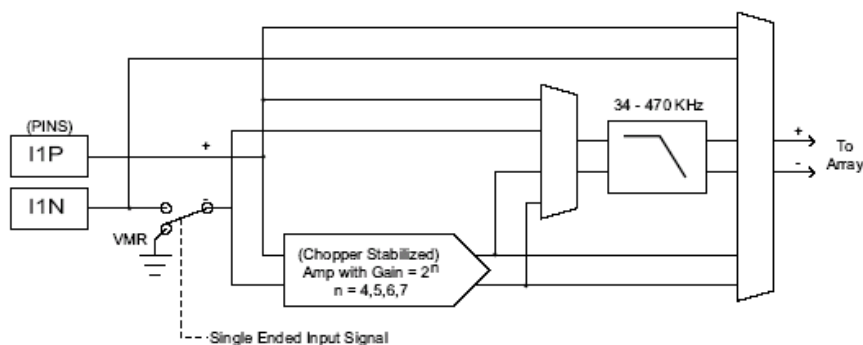 (PINS)
I1P
I1N
+
-
VMR
(Chopper Stabilized)
Amp with Gain = 2ⁿ
n = 4,5,6,7
34 - 470 KHz
+
-
To
Array
Single Ended Input Signal